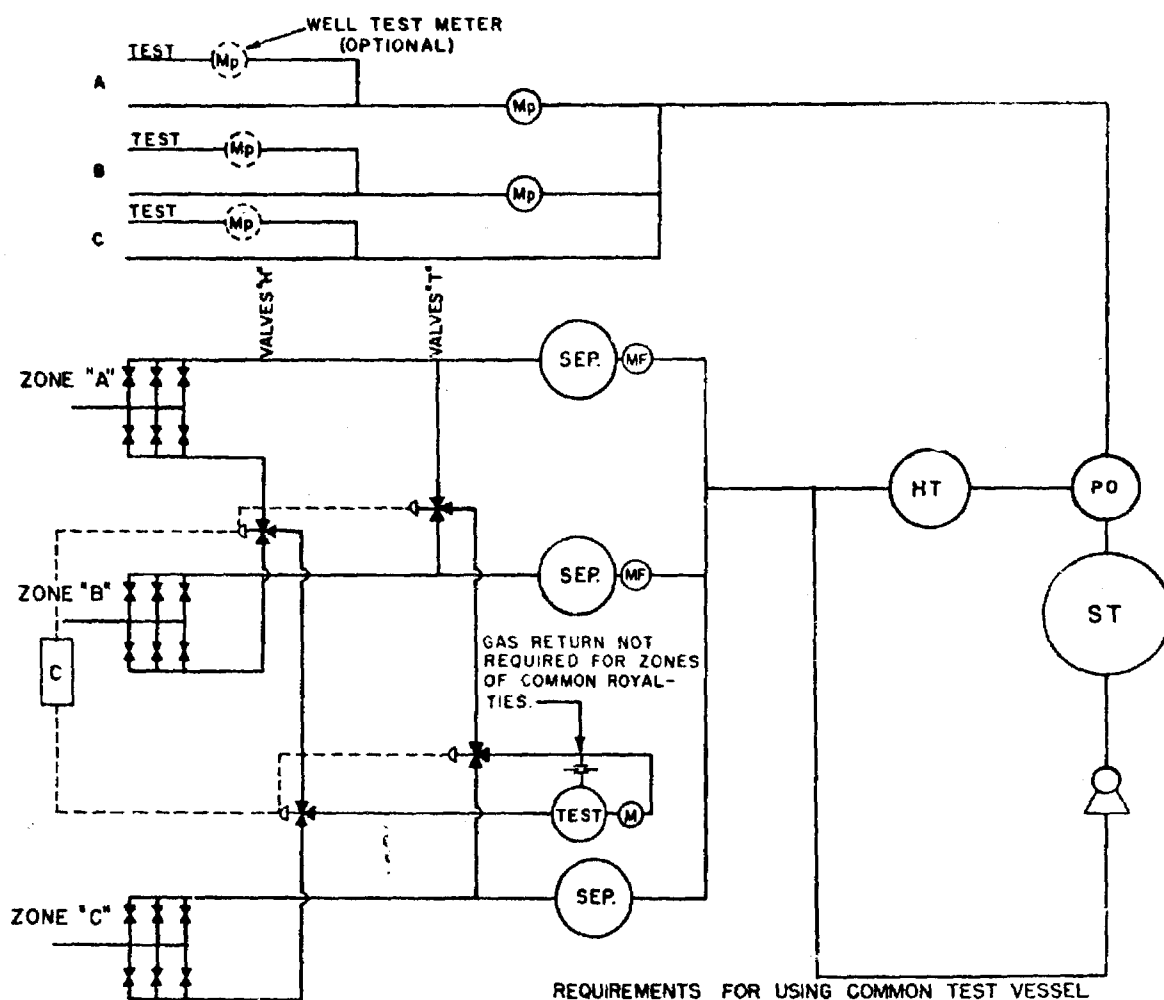 WELL TEST METER
(OPTIONAL)
TEST
Mp
A
Mp
TEST
Mp
B
Mp
TEST
Mp
C
VALVES "H"
VALVES "T"
SEP.
MF
ZONE "A"
HT
PO
SEP.
MF
ZONE "B"
ST
GAS RETURN NOT
REQUIRED FOR ZONES
OF COMMON ROYAL-
TIES.
C
TEST
M
SEP.
ZONE "C"
REQUIREMENTS FOR USING COMMON TEST VESSEL